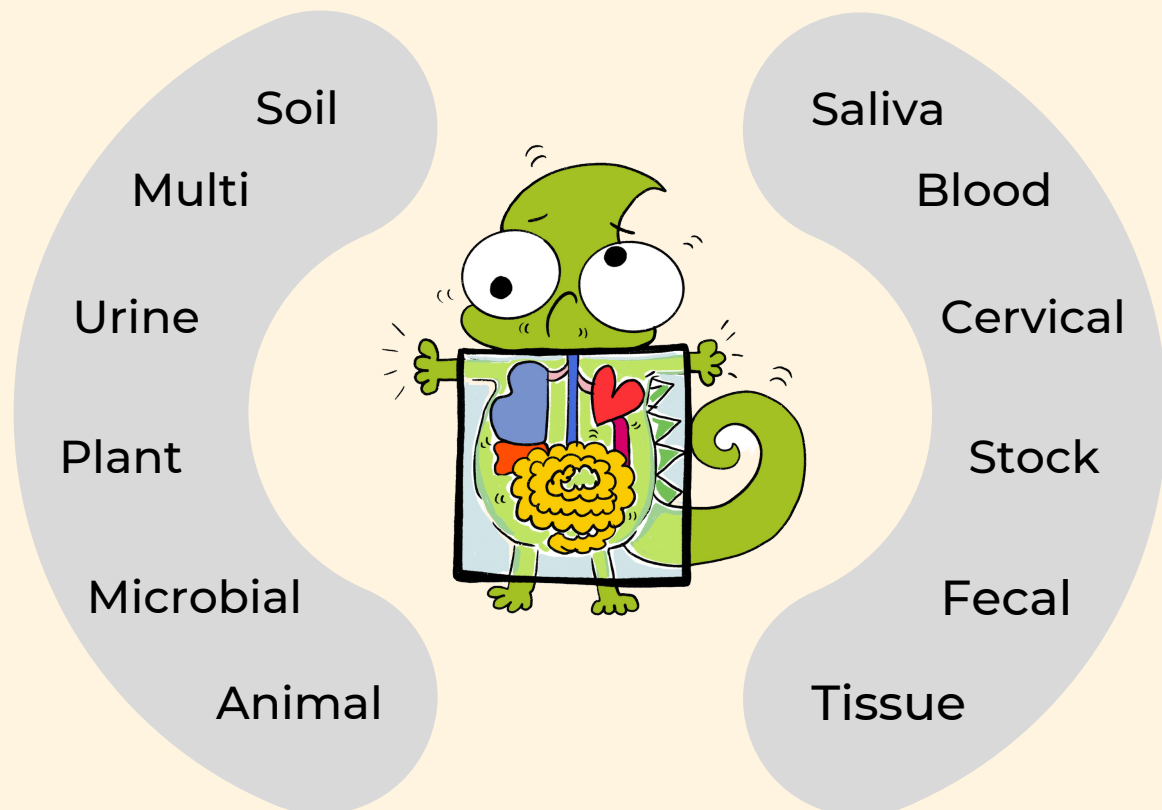 Soil
Multi
Urine
Plant
Microbial
Animal
Saliva
Blood
Cervical
Stock
Fecal
Tissue